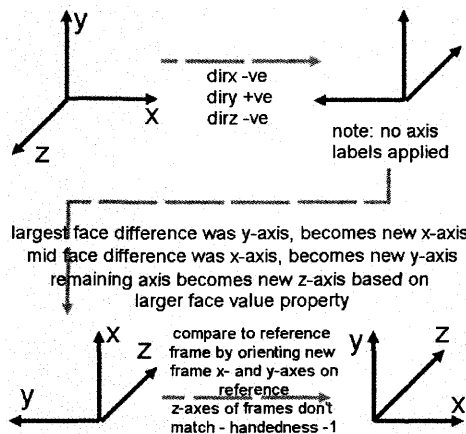 y
x
z
dirx -ve
diry +ve
dirz -ve
note: no axis
labels applied
largest face difference was y-axis, becomes new x-axis
mid face difference was x-axis, becomes new y-axis
remaining axis becomes new z-axis based on
larger face value property
x
z
y
compare to reference
frame by orienting new
frame x- and y-axes on
reference
z-axes of frames don't
match - handedness -1
y
z
x